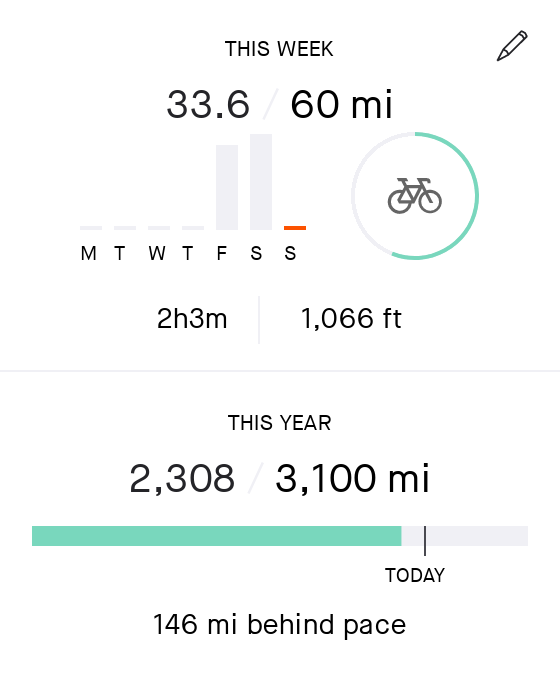 THIS WEEK
33.6 / 60 mi
M T W T F S S
2h3m 1,066 ft
THIS YEAR
2,308 / 3,100 mi
TODAY
146 mi behind pace